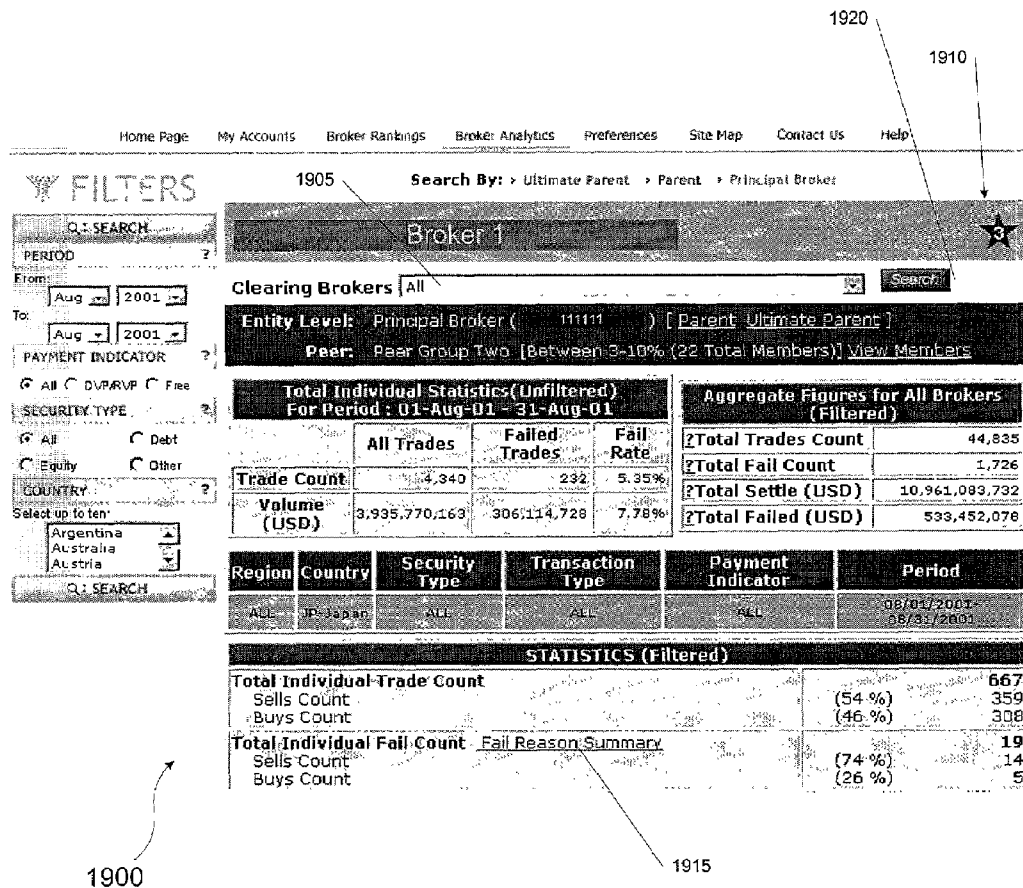 1920
1910
Home Page My Accounts Broker Rankings Broker Analytics Preferences Site Map Contact Us Help
FILTERS
1905
Search By: > Ultimate Parent > Parent > Principal Broker
SEARCH
Broker 1
3
PERIOD ?
From:
Aug 2001
To:
Aug 2001
Clearing Brokers All Search
Entity Level: Principal Broker ( 111111 ) [ Parent Ultimate Parent ]
Peer: Peer Group Two [Between 3-10% (22 Total Members)] View Members
PAYMENT INDICATOR ?
All DVP/RVP Free
SECURITY TYPE ?
All Debt
Equity Other
COUNTRY ?
Select up to ten:
Argentina
Australia
Austria
SEARCH
Total Individual Statistics(Unfiltered)
For Period : 01-Aug-01 - 31-Aug-01
All Trades Failed Trades Fail Rate
Trade Count 4,340 232 5.35%
Volume (USD) 3,935,770,163 306,114,728 7.78%
Aggregate Figures for All Brokers (Filtered)
?Total Trades Count 44,835
?Total Fail Count 1,726
?Total Settle (USD) 10,961,083,732
?Total Failed (USD) 533,452,078
Region Country Security Type Transaction Type Payment Indicator Period
ALL JP-Japan ALL ALL ALL 08/01/2001-08/31/2001
STATISTICS (Filtered)
Total Individual Trade Count 667
Sells Count (54 %) 359
Buys Count (46 %) 308
Total Individual Fail Count Fail Reason Summary 19
Sells Count (74 %) 14
Buys Count (26 %) 5
1900
1915